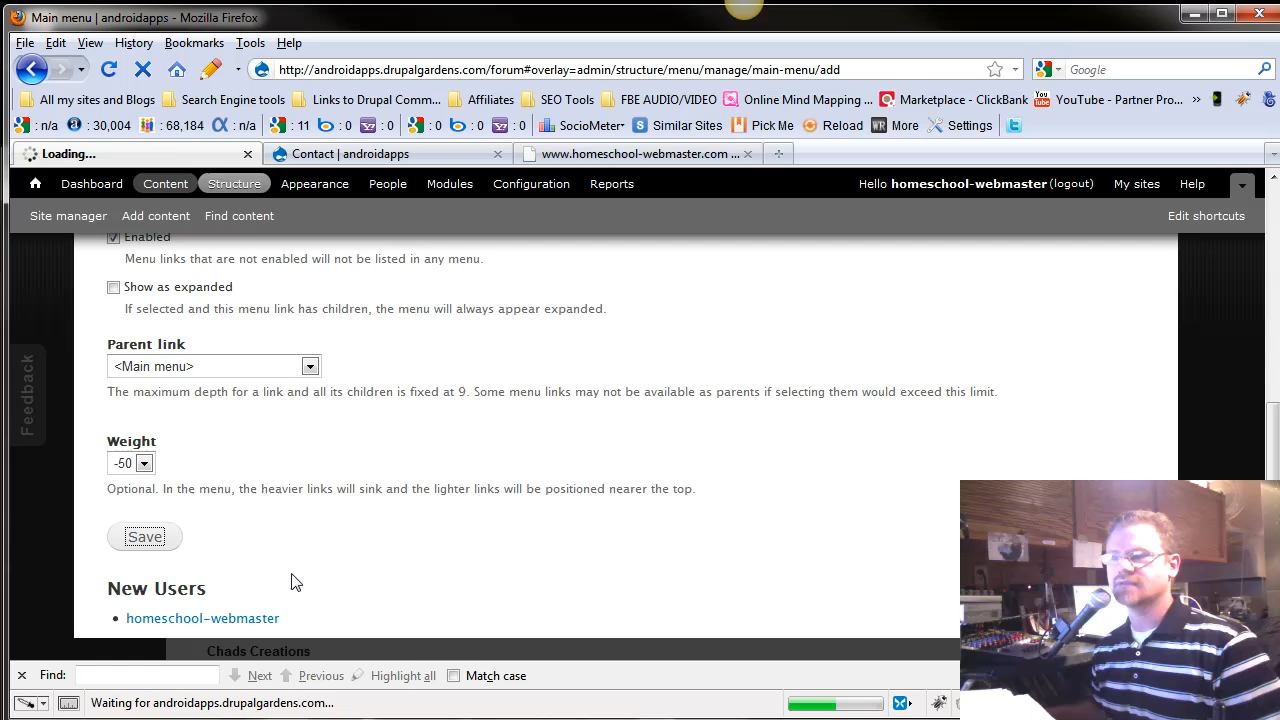 Main menu | androidapps - Mozilla Firefox
File Edit View History Bookmarks Tools Help
http://androidapps.drupalgardens.com/forum#overlay=admin/structure/menu/manage/main-menu/add
Google
All my sites and Blogs Search Engine tools Links to Drupal Comm... Affiliates SEO Tools FBE AUDIO/VIDEO Online Mind Mapping ... Marketplace - ClickBank YouTube - Partner Pro... »
: n/a : 30,004 : 68,184 : n/a : 11 : 0 : 0 : 0 : 0 : 0 SocioMeter Similar Sites Pick Me Reload More Settings
Loading... Contact | androidapps www.homeschool-webmaster.com ...
Dashboard Content Structure Appearance People Modules Configuration Reports Hello homeschool-webmaster (logout) My sites Help
Site manager Add content Find content Edit shortcuts
Enabled
Menu links that are not enabled will not be listed in any menu.
Show as expanded
If selected and this menu link has children, the menu will always appear expanded.
Parent link
<Main menu>
The maximum depth for a link and all its children is fixed at 9. Some menu links may not be available as parents if selecting them would exceed this limit.
Feedback
Weight
-50
Optional. In the menu, the heavier links will sink and the lighter links will be positioned nearer the top.
Save
New Users
homeschool-webmaster
Chads Creations
Find: Next Previous Highlight all Match case
Waiting for androidapps.drupalgardens.com...